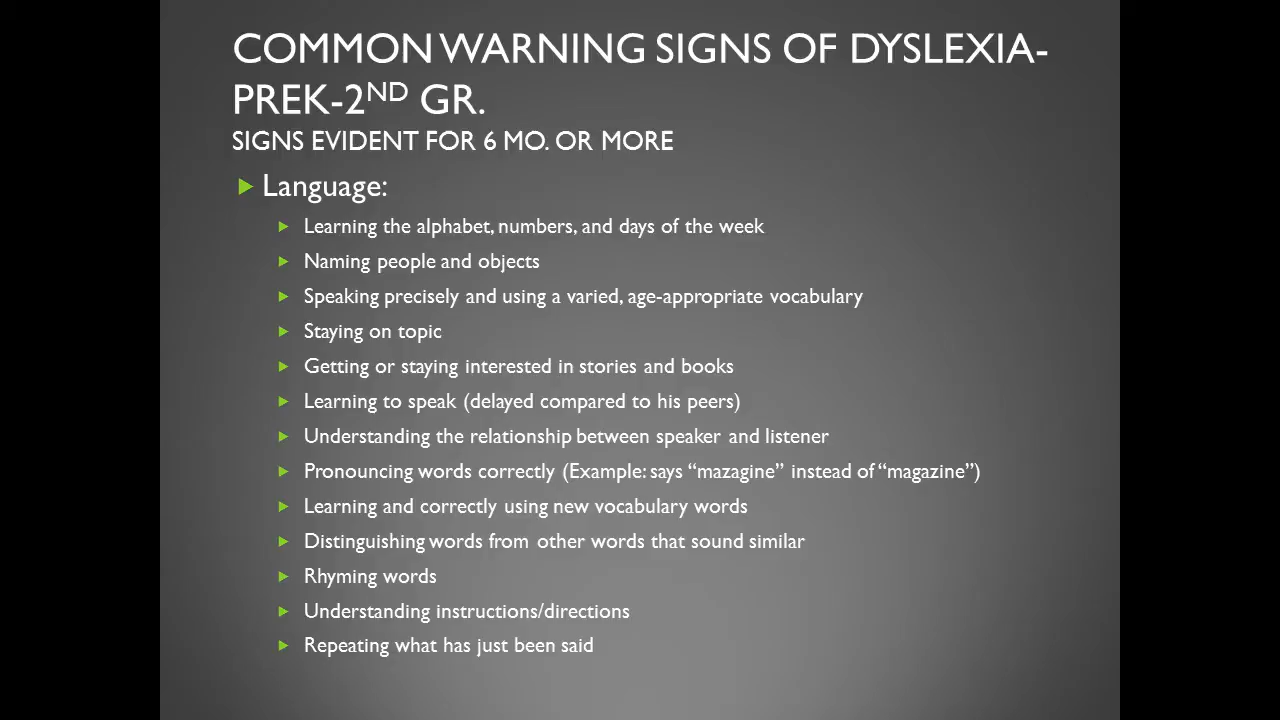 COMMON WARNING SIGNS OF DYSLEXIA-
PREK-2ND GR.
SIGNS EVIDENT FOR 6 MO. OR MORE
Language:
Learning the alphabet, numbers, and days of the week
Naming people and objects
Speaking precisely and using a varied, age-appropriate vocabulary
Staying on topic
Getting or staying interested in stories and books
Learning to speak (delayed compared to his peers)
Understanding the relationship between speaker and listener
Pronouncing words correctly (Example: says “mazagine” instead of “magazine”)
Learning and correctly using new vocabulary words
Distinguishing words from other words that sound similar
Rhyming words
Understanding instructions/directions
Repeating what has just been said